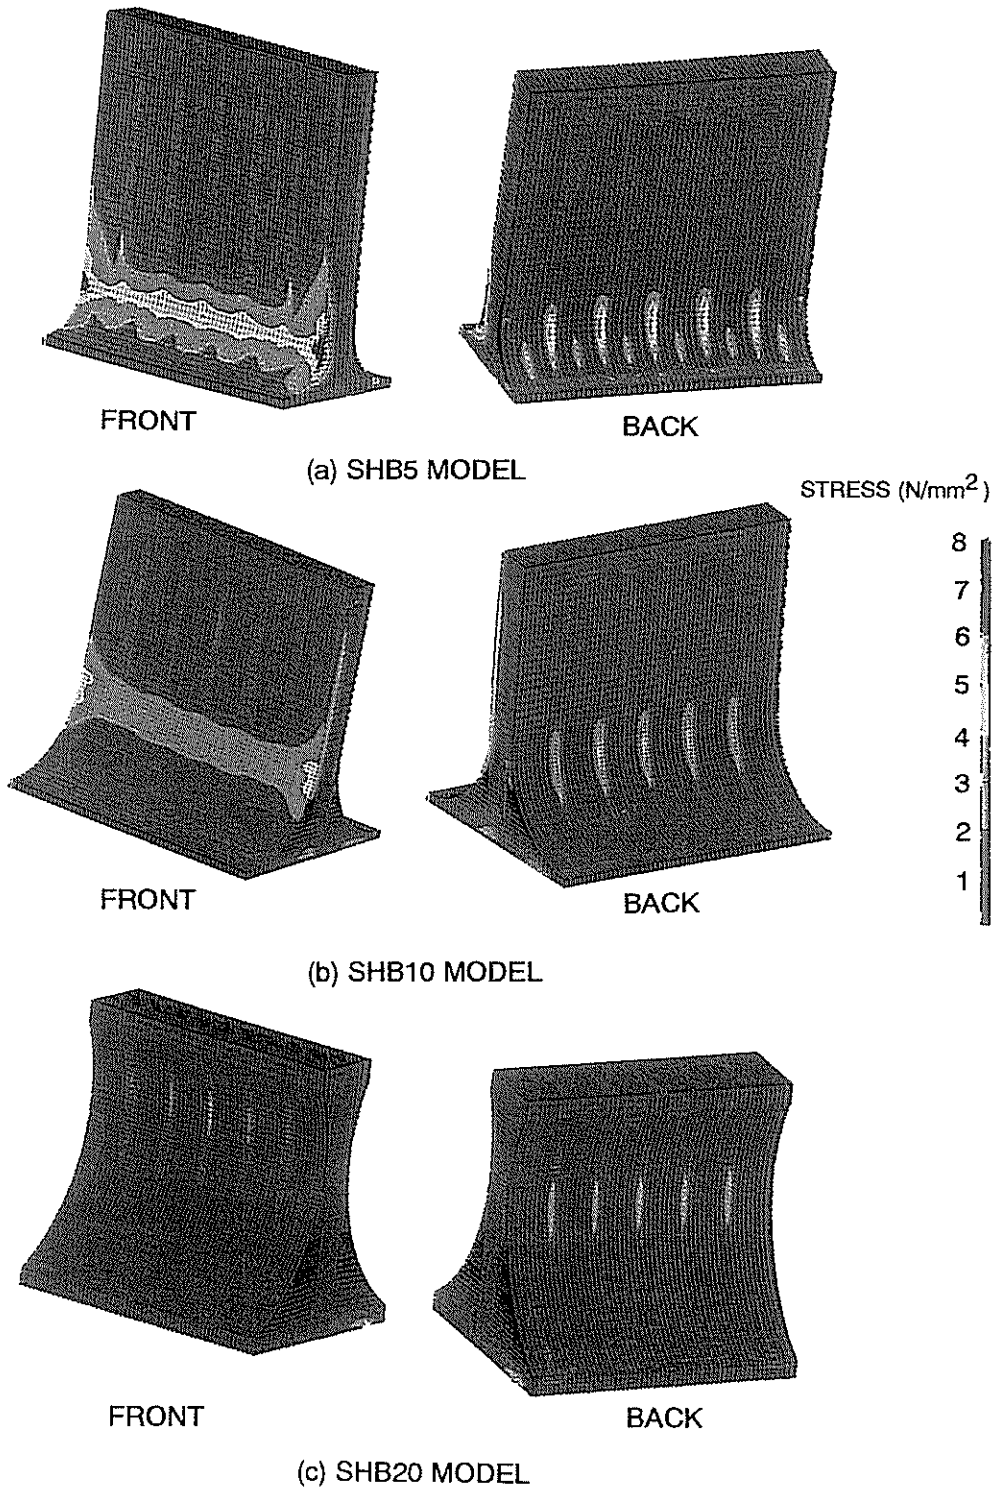 FRONT
BACK
(a) SHB5 MODEL
STRESS (N/mm2)
8
7
6
5
4
3
2
1
FRONT
BACK
(b) SHB10 MODEL
FRONT
BACK
(c) SHB20 MODEL